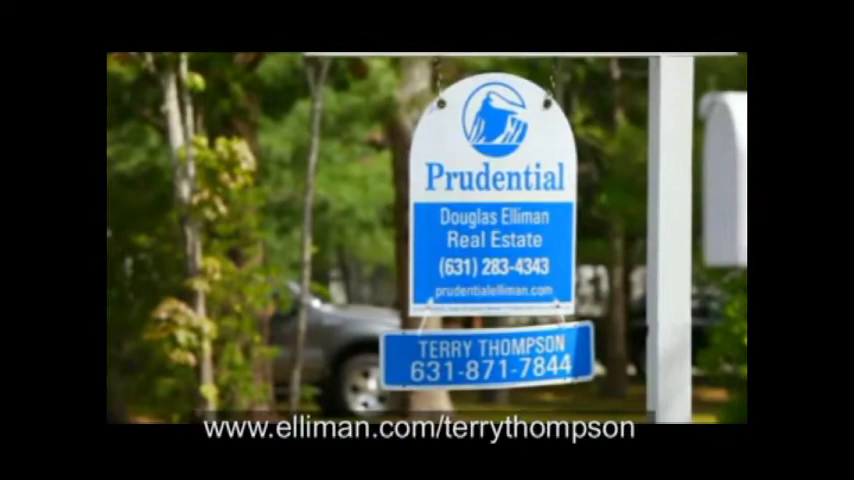 Prudential
Douglas Elliman
Real Estate
(631) 283-4343
prudentialelliman.com
TERRY THOMPSON
631-871-7844
www.elliman.com/terrythompson